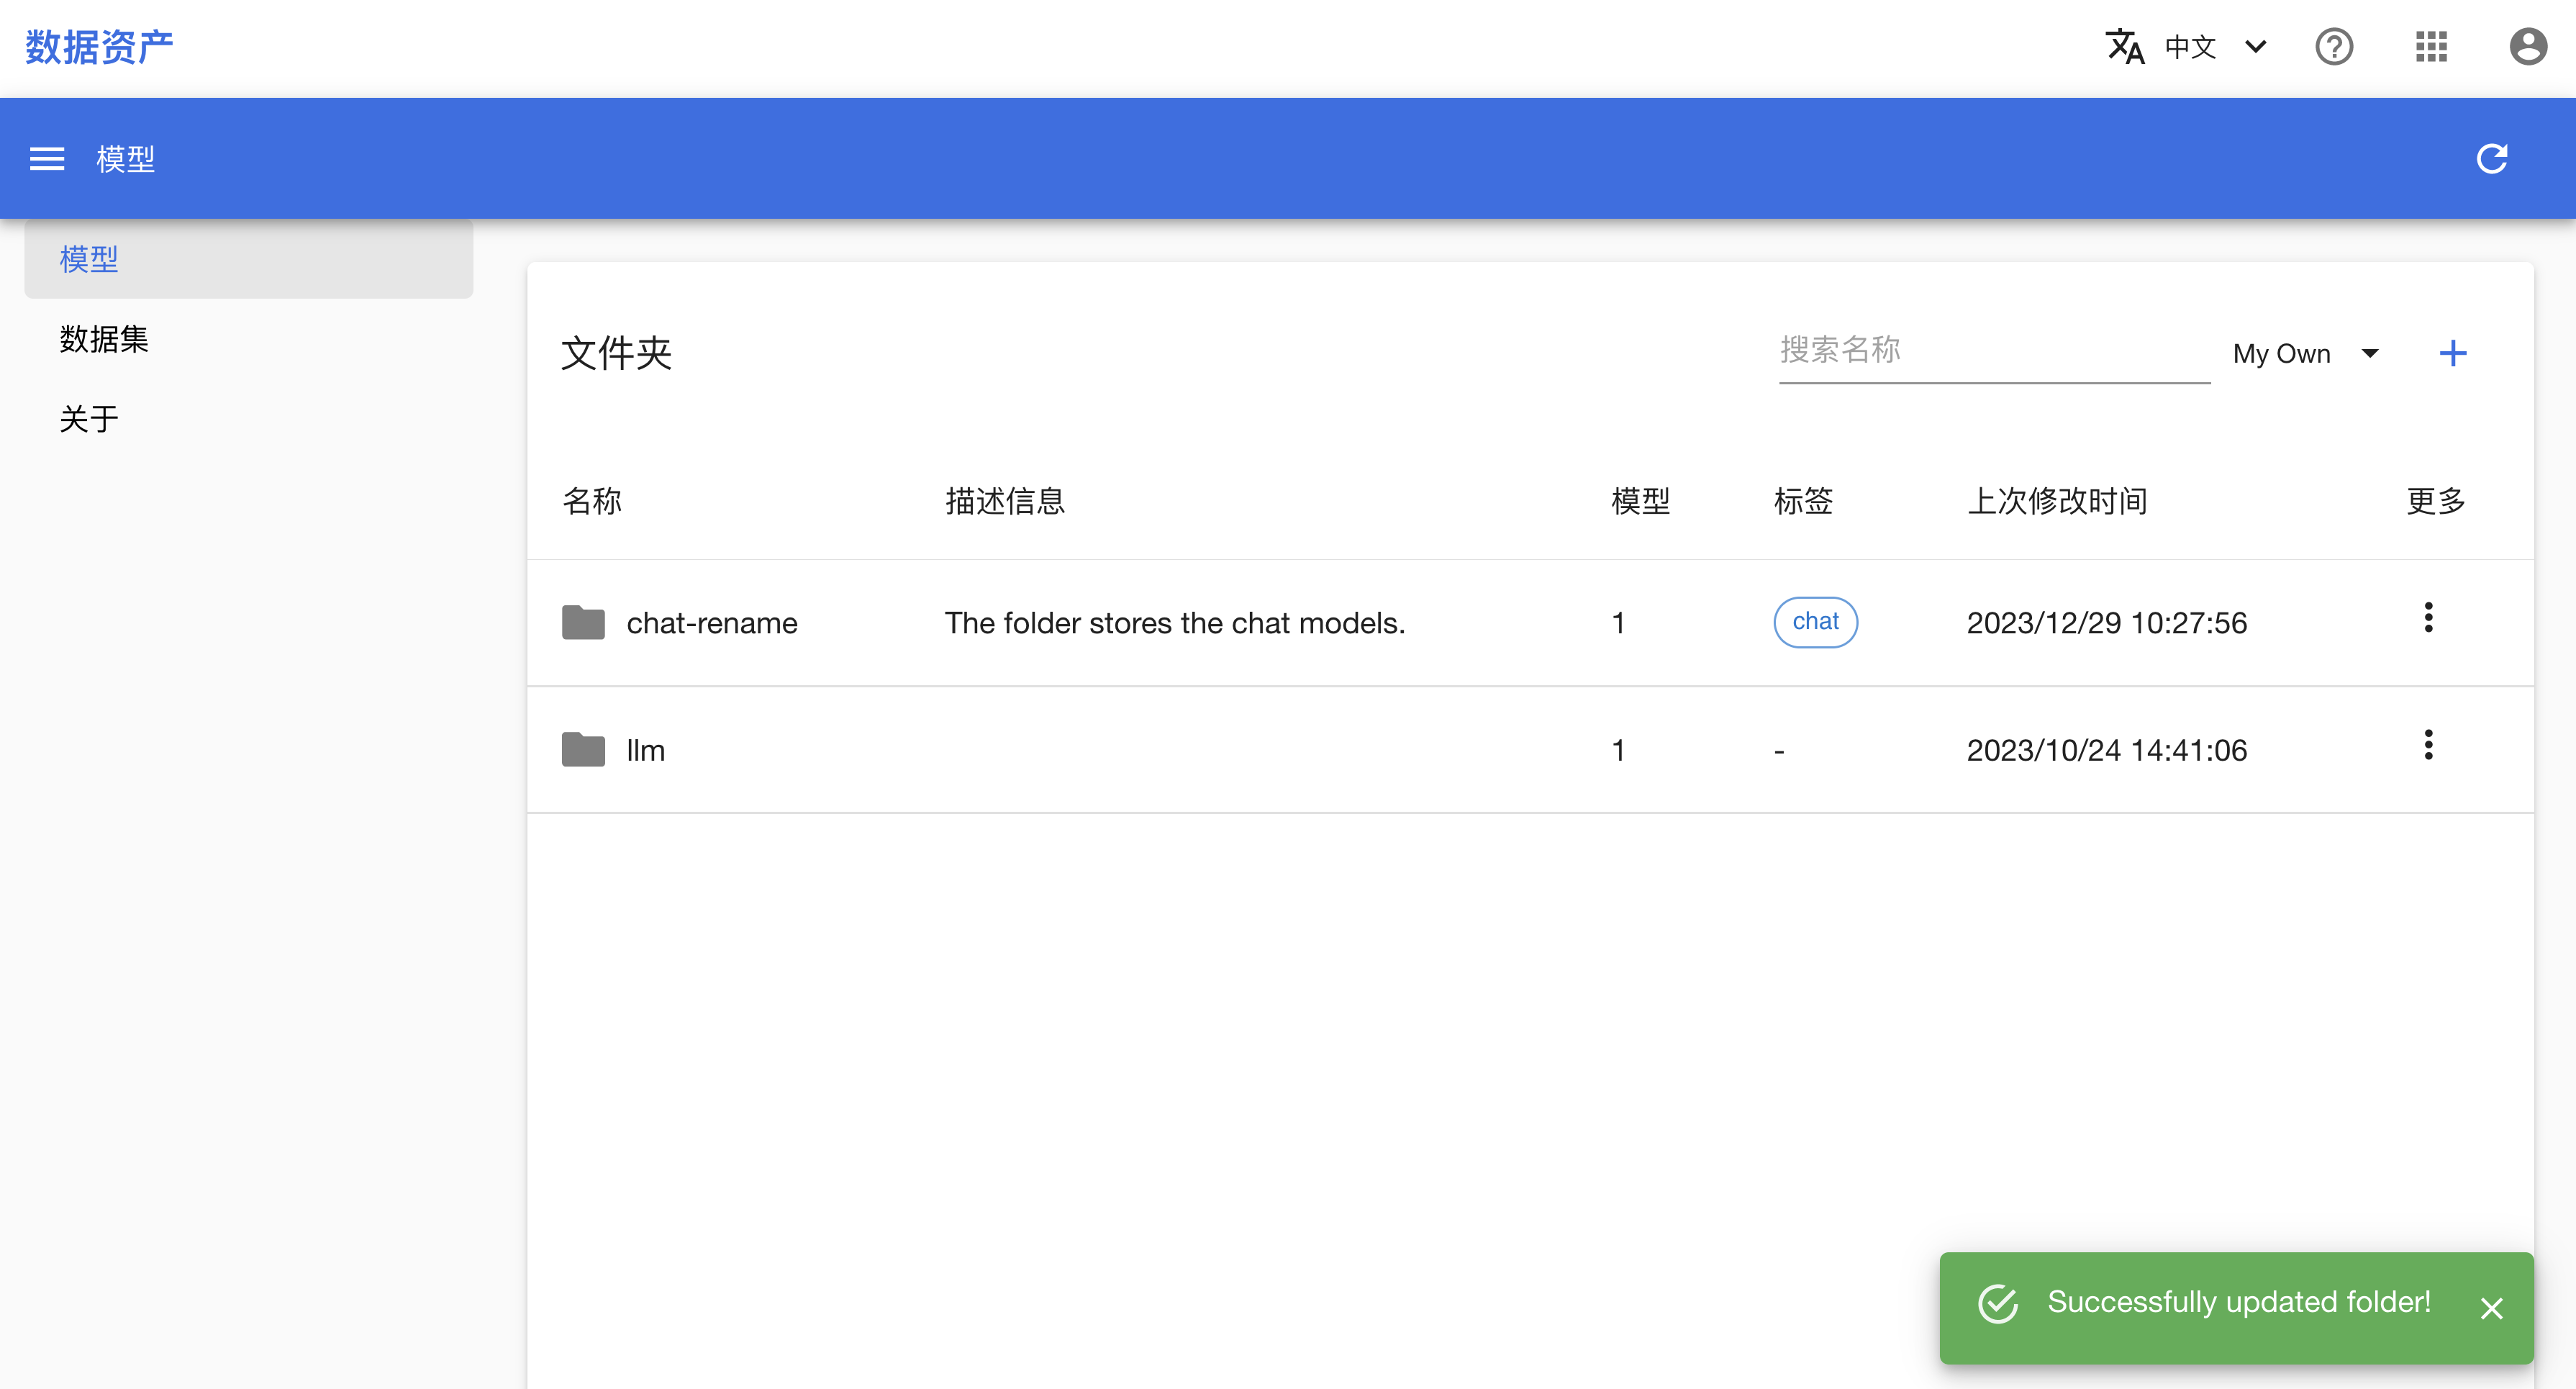 数据资产
中文
模型
模型
数据集
关于
文件夹
搜索名称
My Own
名称 描述信息 模型 标签 上次修改时间 更多
chat-rename The folder stores the chat models. 1 chat 2023/12/29 10:27:56
llm 1 - 2023/10/24 14:41:06
Successfully updated folder!